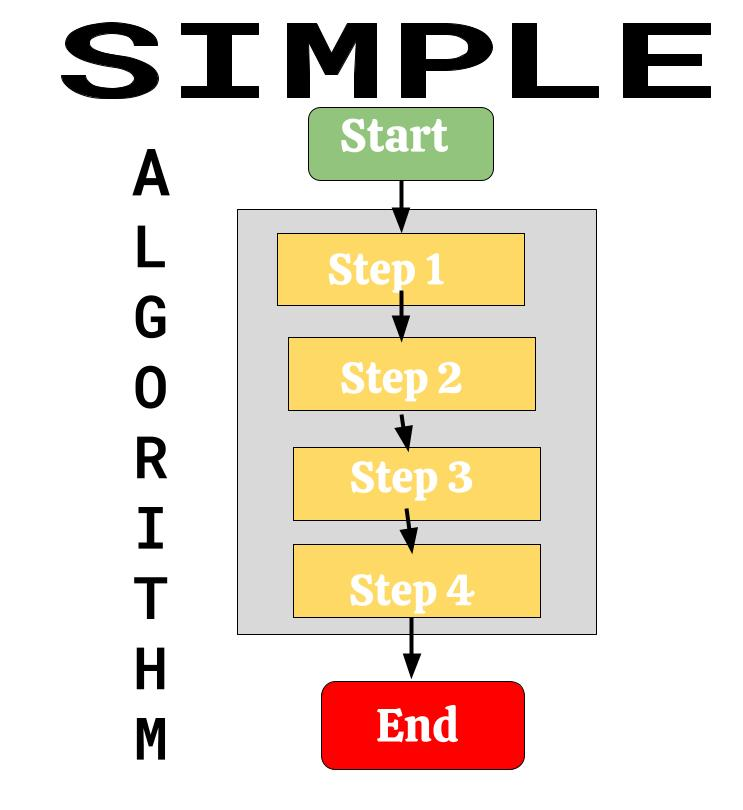 SIMPLE
ALGORITHM
Start
Step 1
Step 2
Step 3
Step 4
End